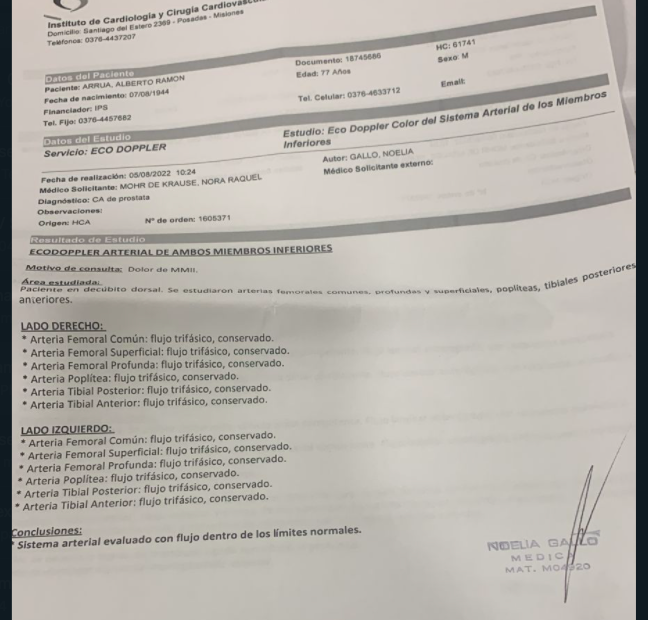 Instituto de Cardiología y Cirugía Cardiovascu
Domicilio: Santiago del Estero 2369 - Posadas - Misiones
Teléfonos: 0376-4437207
Datos del Paciente
Paciente: ARRUA, ALBERTO RAMON
Documento: 18745686
HC: 61741
Fecha de nacimiento: 07/08/1944
Edad: 77 Años
Sexo: M
Financiador: IPS
Tel. Fijo: 0376-4457682
Tel. Celular: 0376-4633712
Email:
Datos del Estudio
Servicio: ECO DOPPLER
Estudio: Eco Doppler Color del Sistema Arterial de los Miembros
Inferiores
Fecha de realización: 05/08/2022 10:24
Autor: GALLO, NOELIA
Médico Solicitante: MOHR DE KRAUSE, NORA RAQUEL
Médico Solicitante externo:
Diagnóstico: CA de prostata
Observaciones:
Origen: HCA
Nº de orden: 1605371
Resultado de Estudio
ECODOPPLER ARTERIAL DE AMBOS MIEMBROS INFERIORES
Motivo de consulta: Dolor de MMII.
Área estudiada:
Paciente en decúbito dorsal. Se estudiaron arterias femorales comunes, profundas y superficiales, poplíteas, tibiales posteriores
anteriores.
LADO DERECHO:
* Arteria Femoral Común: flujo trifásico, conservado.
* Arteria Femoral Superficial: flujo trifásico, conservado.
* Arteria Femoral Profunda: flujo trifásico, conservado.
* Arteria Poplítea: flujo trifásico, conservado.
* Arteria Tibial Posterior: flujo trifásico, conservado.
* Arteria Tibial Anterior: flujo trifásico, conservado.
LADO IZQUIERDO:
* Arteria Femoral Común: flujo trifásico, conservado.
* Arteria Femoral Superficial: flujo trifásico, conservado.
* Arteria Femoral Profunda: flujo trifásico, conservado.
* Arteria Poplítea: flujo trifásico, conservado.
* Arteria Tibial Posterior: flujo trifásico, conservado.
* Arteria Tibial Anterior: flujo trifásico, conservado.
Conclusiones:
* Sistema arterial evaluado con flujo dentro de los límites normales.
NOELIA GALLO
MEDICA
MAT.